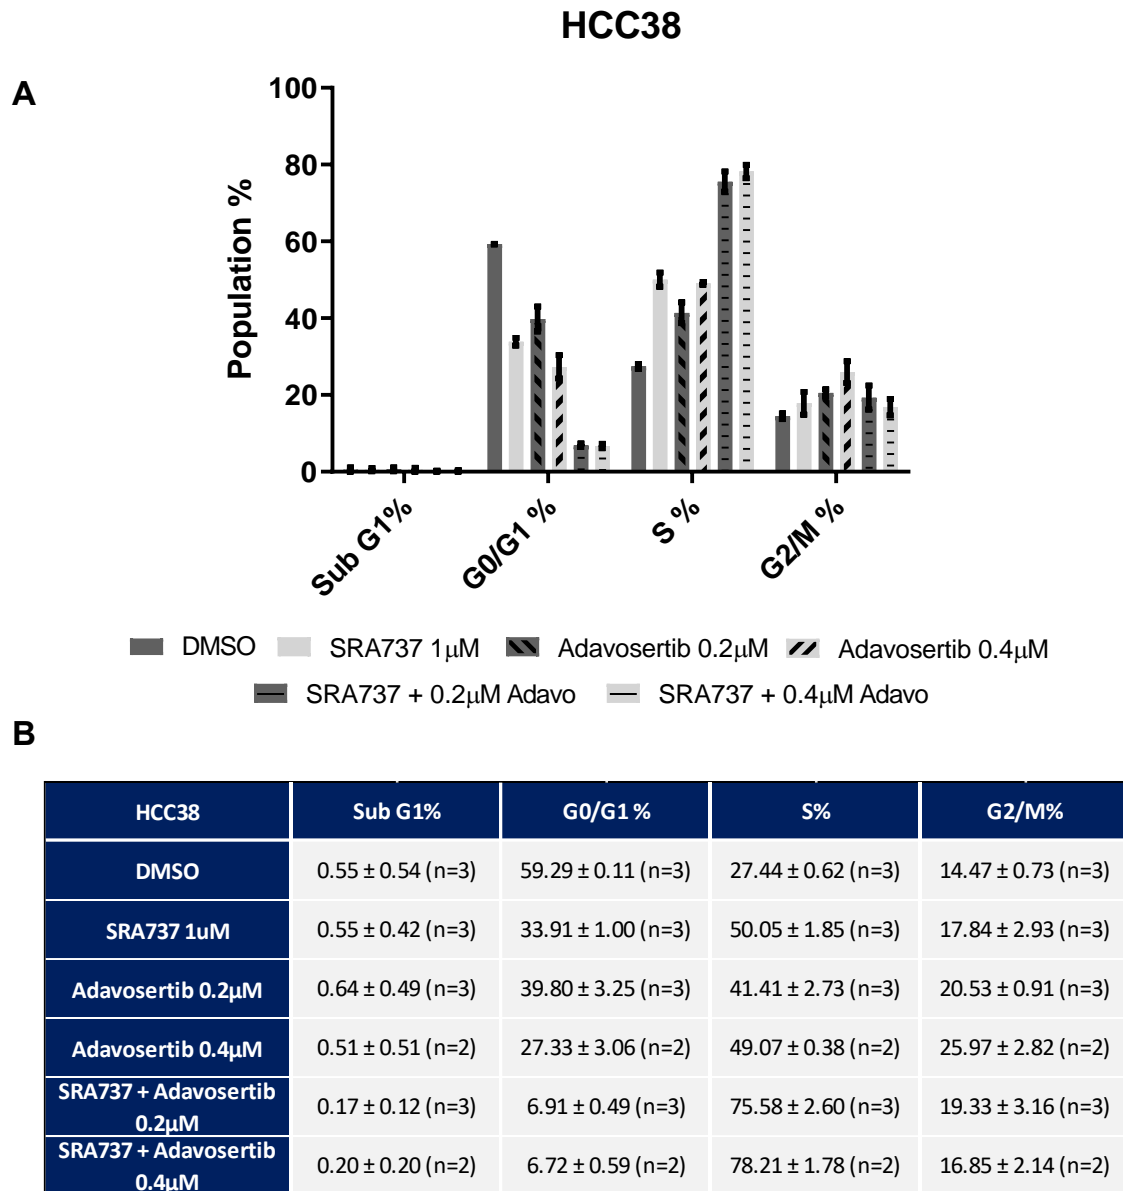 HCC38
A
Population %
100
80
60
40
20
0
Sub G1%
G0/G1 %
S %
G2/M %
DMSO
SRA737 1μM
Adavosertib 0.2μM
Adavosertib 0.4μM
SRA737 + 0.2μM Adavo
SRA737 + 0.4μM Adavo
B
HCC38 Sub G1% G0/G1 % S% G2/M%
DMSO 0.55 ± 0.54 (n=3) 59.29 ± 0.11 (n=3) 27.44 ± 0.62 (n=3) 14.47 ± 0.73 (n=3)
SRA737 1uM 0.55 ± 0.42 (n=3) 33.91 ± 1.00 (n=3) 50.05 ± 1.85 (n=3) 17.84 ± 2.93 (n=3)
Adavosertib 0.2μM 0.64 ± 0.49 (n=3) 39.80 ± 3.25 (n=3) 41.41 ± 2.73 (n=3) 20.53 ± 0.91 (n=3)
Adavosertib 0.4μM 0.51 ± 0.51 (n=2) 27.33 ± 3.06 (n=2) 49.07 ± 0.38 (n=2) 25.97 ± 2.82 (n=2)
SRA737 + Adavosertib
0.2μM 0.17 ± 0.12 (n=3) 6.91 ± 0.49 (n=3) 75.58 ± 2.60 (n=3) 19.33 ± 3.16 (n=3)
SRA737 + Adavosertib
0.4μM 0.20 ± 0.20 (n=2) 6.72 ± 0.59 (n=2) 78.21 ± 1.78 (n=2) 16.85 ± 2.14 (n=2)